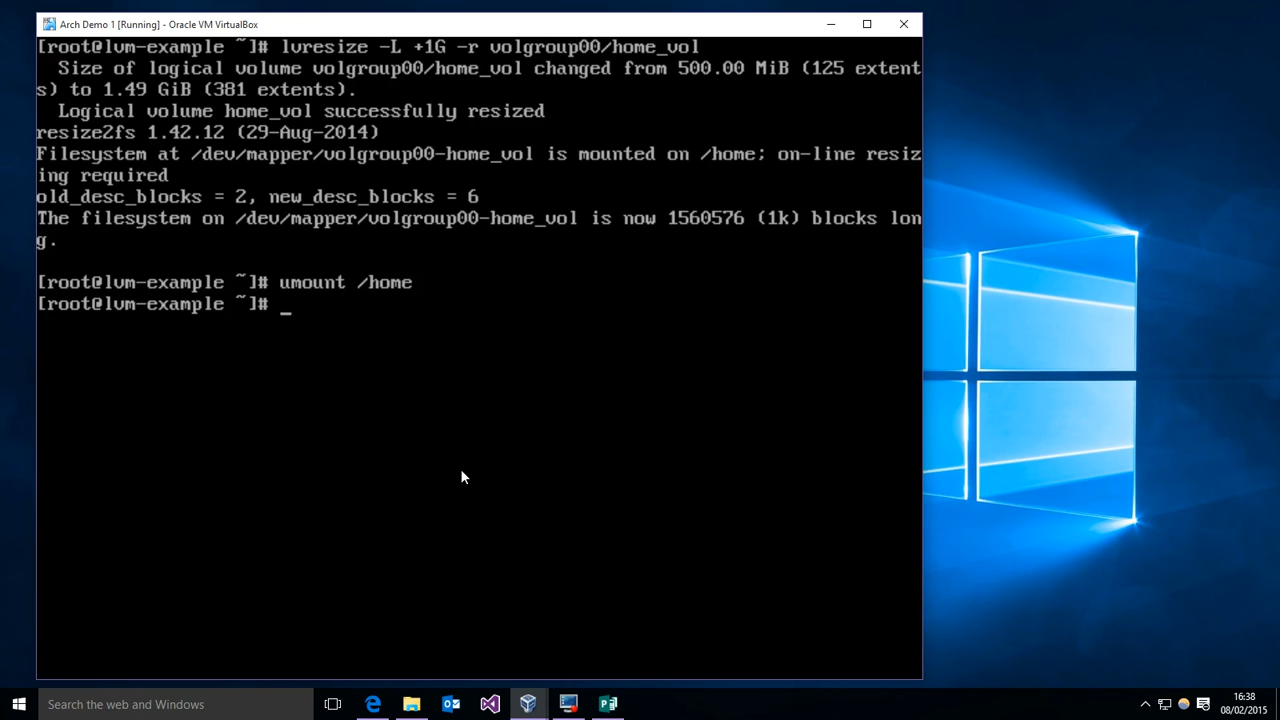 Arch Demo 1 [Running] - Oracle VM VirtualBox
[root@lvm-example ~]# lvresize -L +1G -r volgroup00/home_vol
  Size of logical volume volgroup00/home_vol changed from 500.00 MiB (125 extent
s) to 1.49 GiB (381 extents).
  Logical volume home_vol successfully resized
resize2fs 1.42.12 (29-Aug-2014)
Filesystem at /dev/mapper/volgroup00-home_vol is mounted on /home; on-line resiz
ing required
old_desc_blocks = 2, new_desc_blocks = 6
The filesystem on /dev/mapper/volgroup00-home_vol is now 1560576 (1k) blocks lon
g.
[root@lvm-example ~]# umount /home
[root@lvm-example ~]# _
Search the web and Windows
16:38
08/02/2015